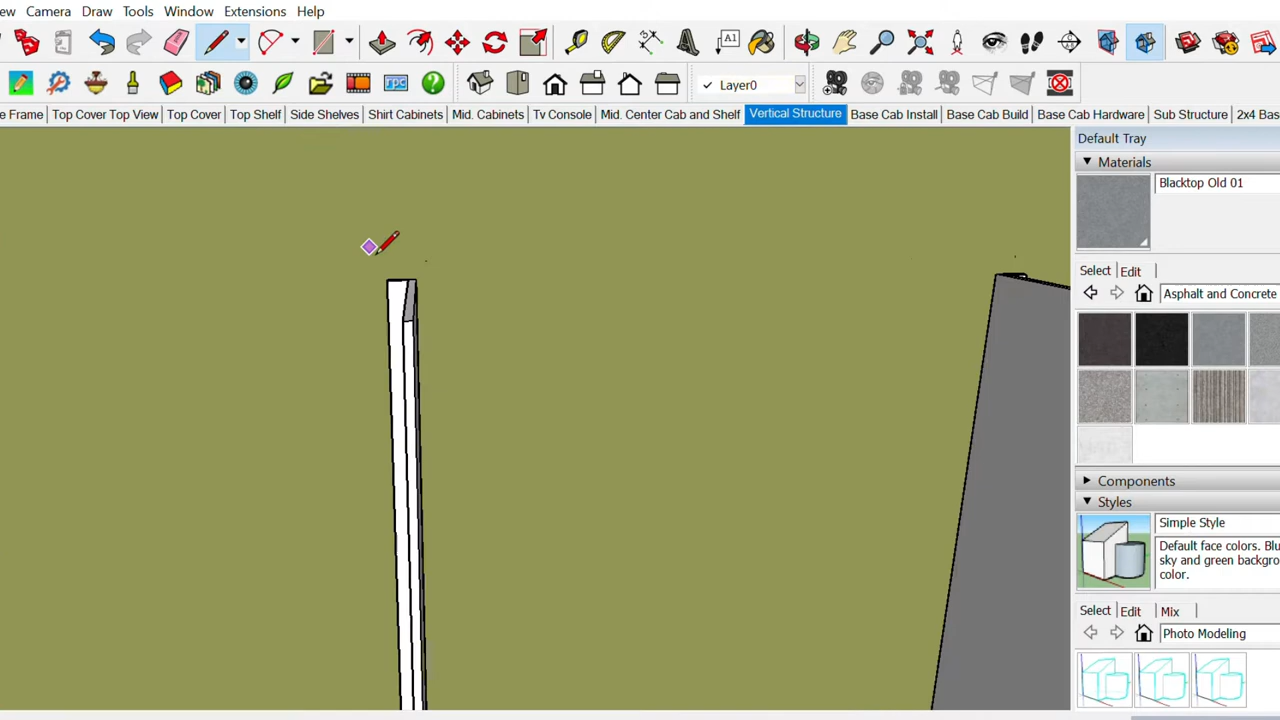 ew Camera Draw Tools Window Extensions Help
A1
rpc
✓ Layer0
e Frame Top Cover Top View Top Cover Top Shelf Side Shelves Shirt Cabinets Mid. Cabinets Tv Console Mid. Center Cab and Shelf Vertical Structure Base Cab Install Base Cab Build Base Cab Hardware Sub Structure 2x4 Bas
Default Tray
Materials
Blacktop Old 01
Select Edit
Asphalt and Concrete
Components
Styles
Simple Style
Default face colors. Blu
sky and green backgro
color.
Select Edit Mix
Photo Modeling